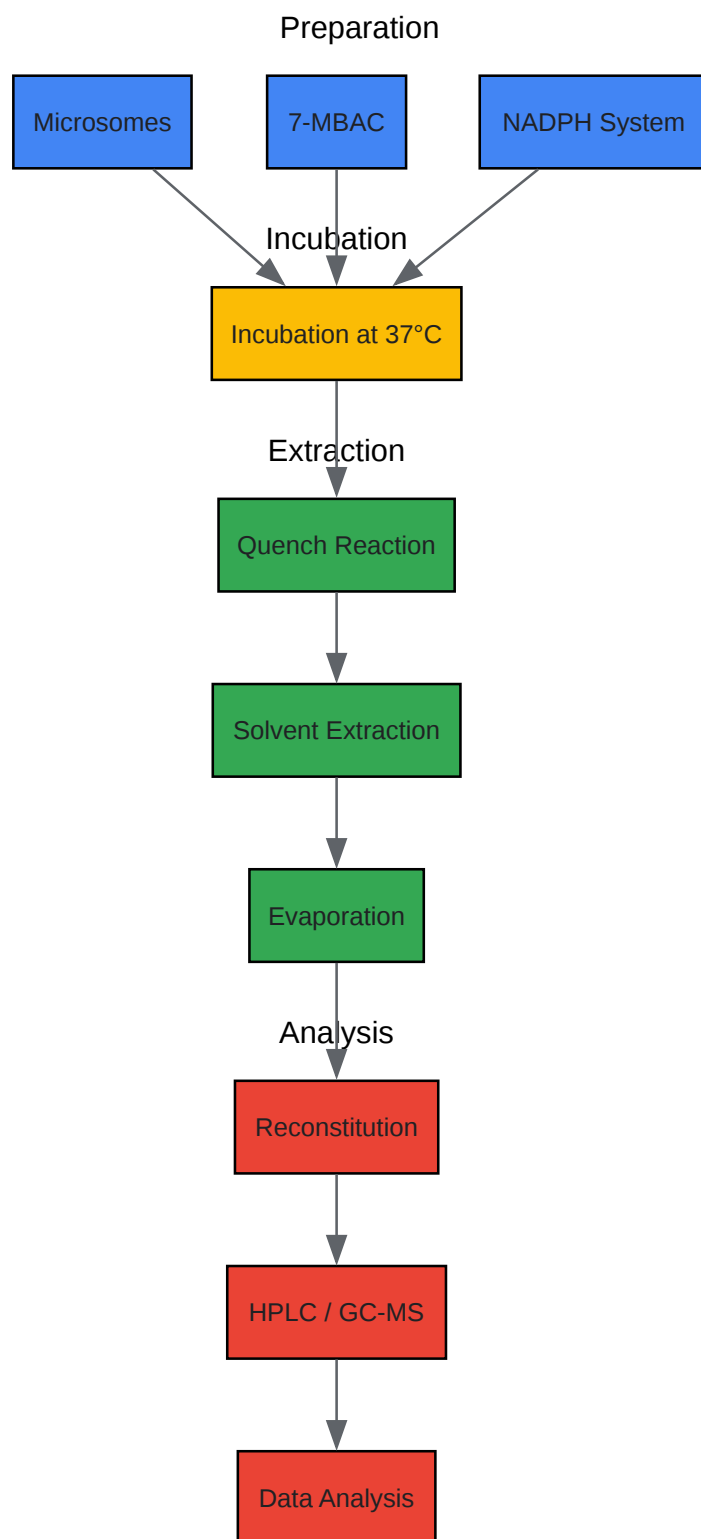 Preparation
Microsomes
7-MBAC
NADPH System
Incubation
Incubation at 37°C
Extraction
Quench Reaction
Solvent Extraction
Evaporation
Analysis
Reconstitution
HPLC / GC-MS
Data Analysis